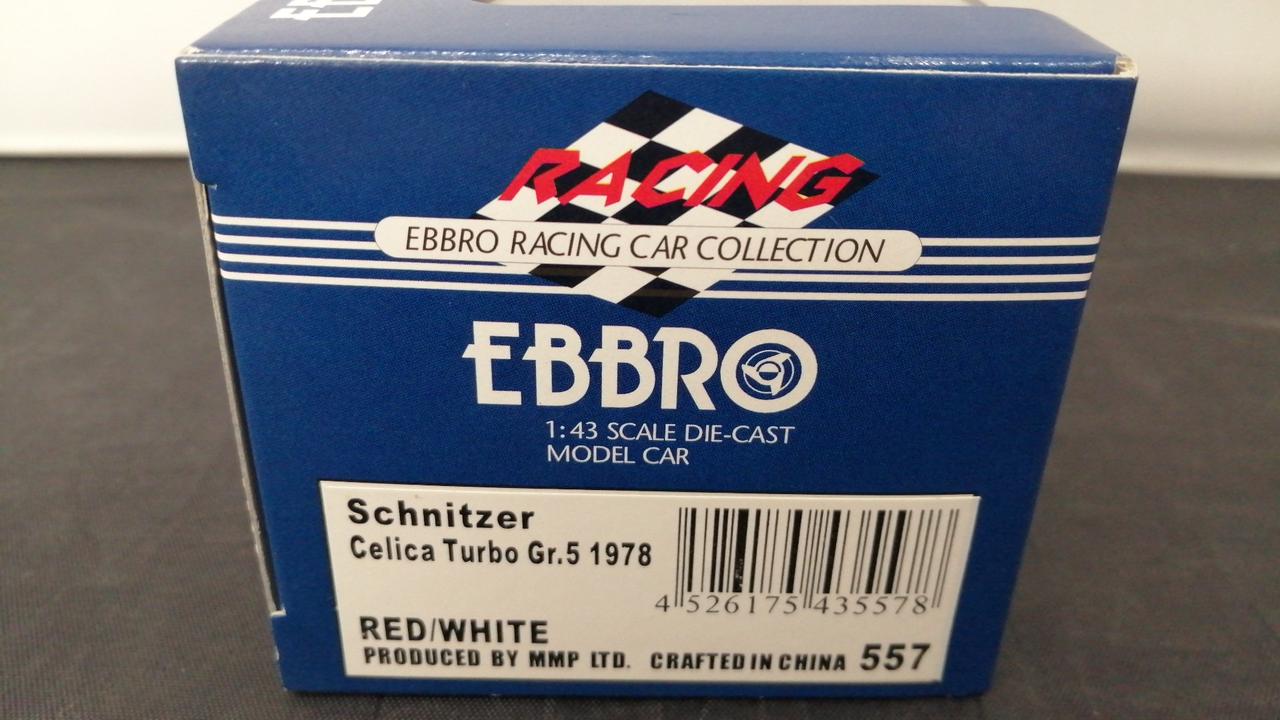 RACING
EBBRO RACING CAR COLLECTION
EBBRO
1:43 SCALE DIE-CAST
MODEL CAR
Schnitzer
Celica Turbo Gr.5 1978
4 526175 435578
RED/WHITE
PRODUCED BY MMP LTD. CRAFTED IN CHINA 557